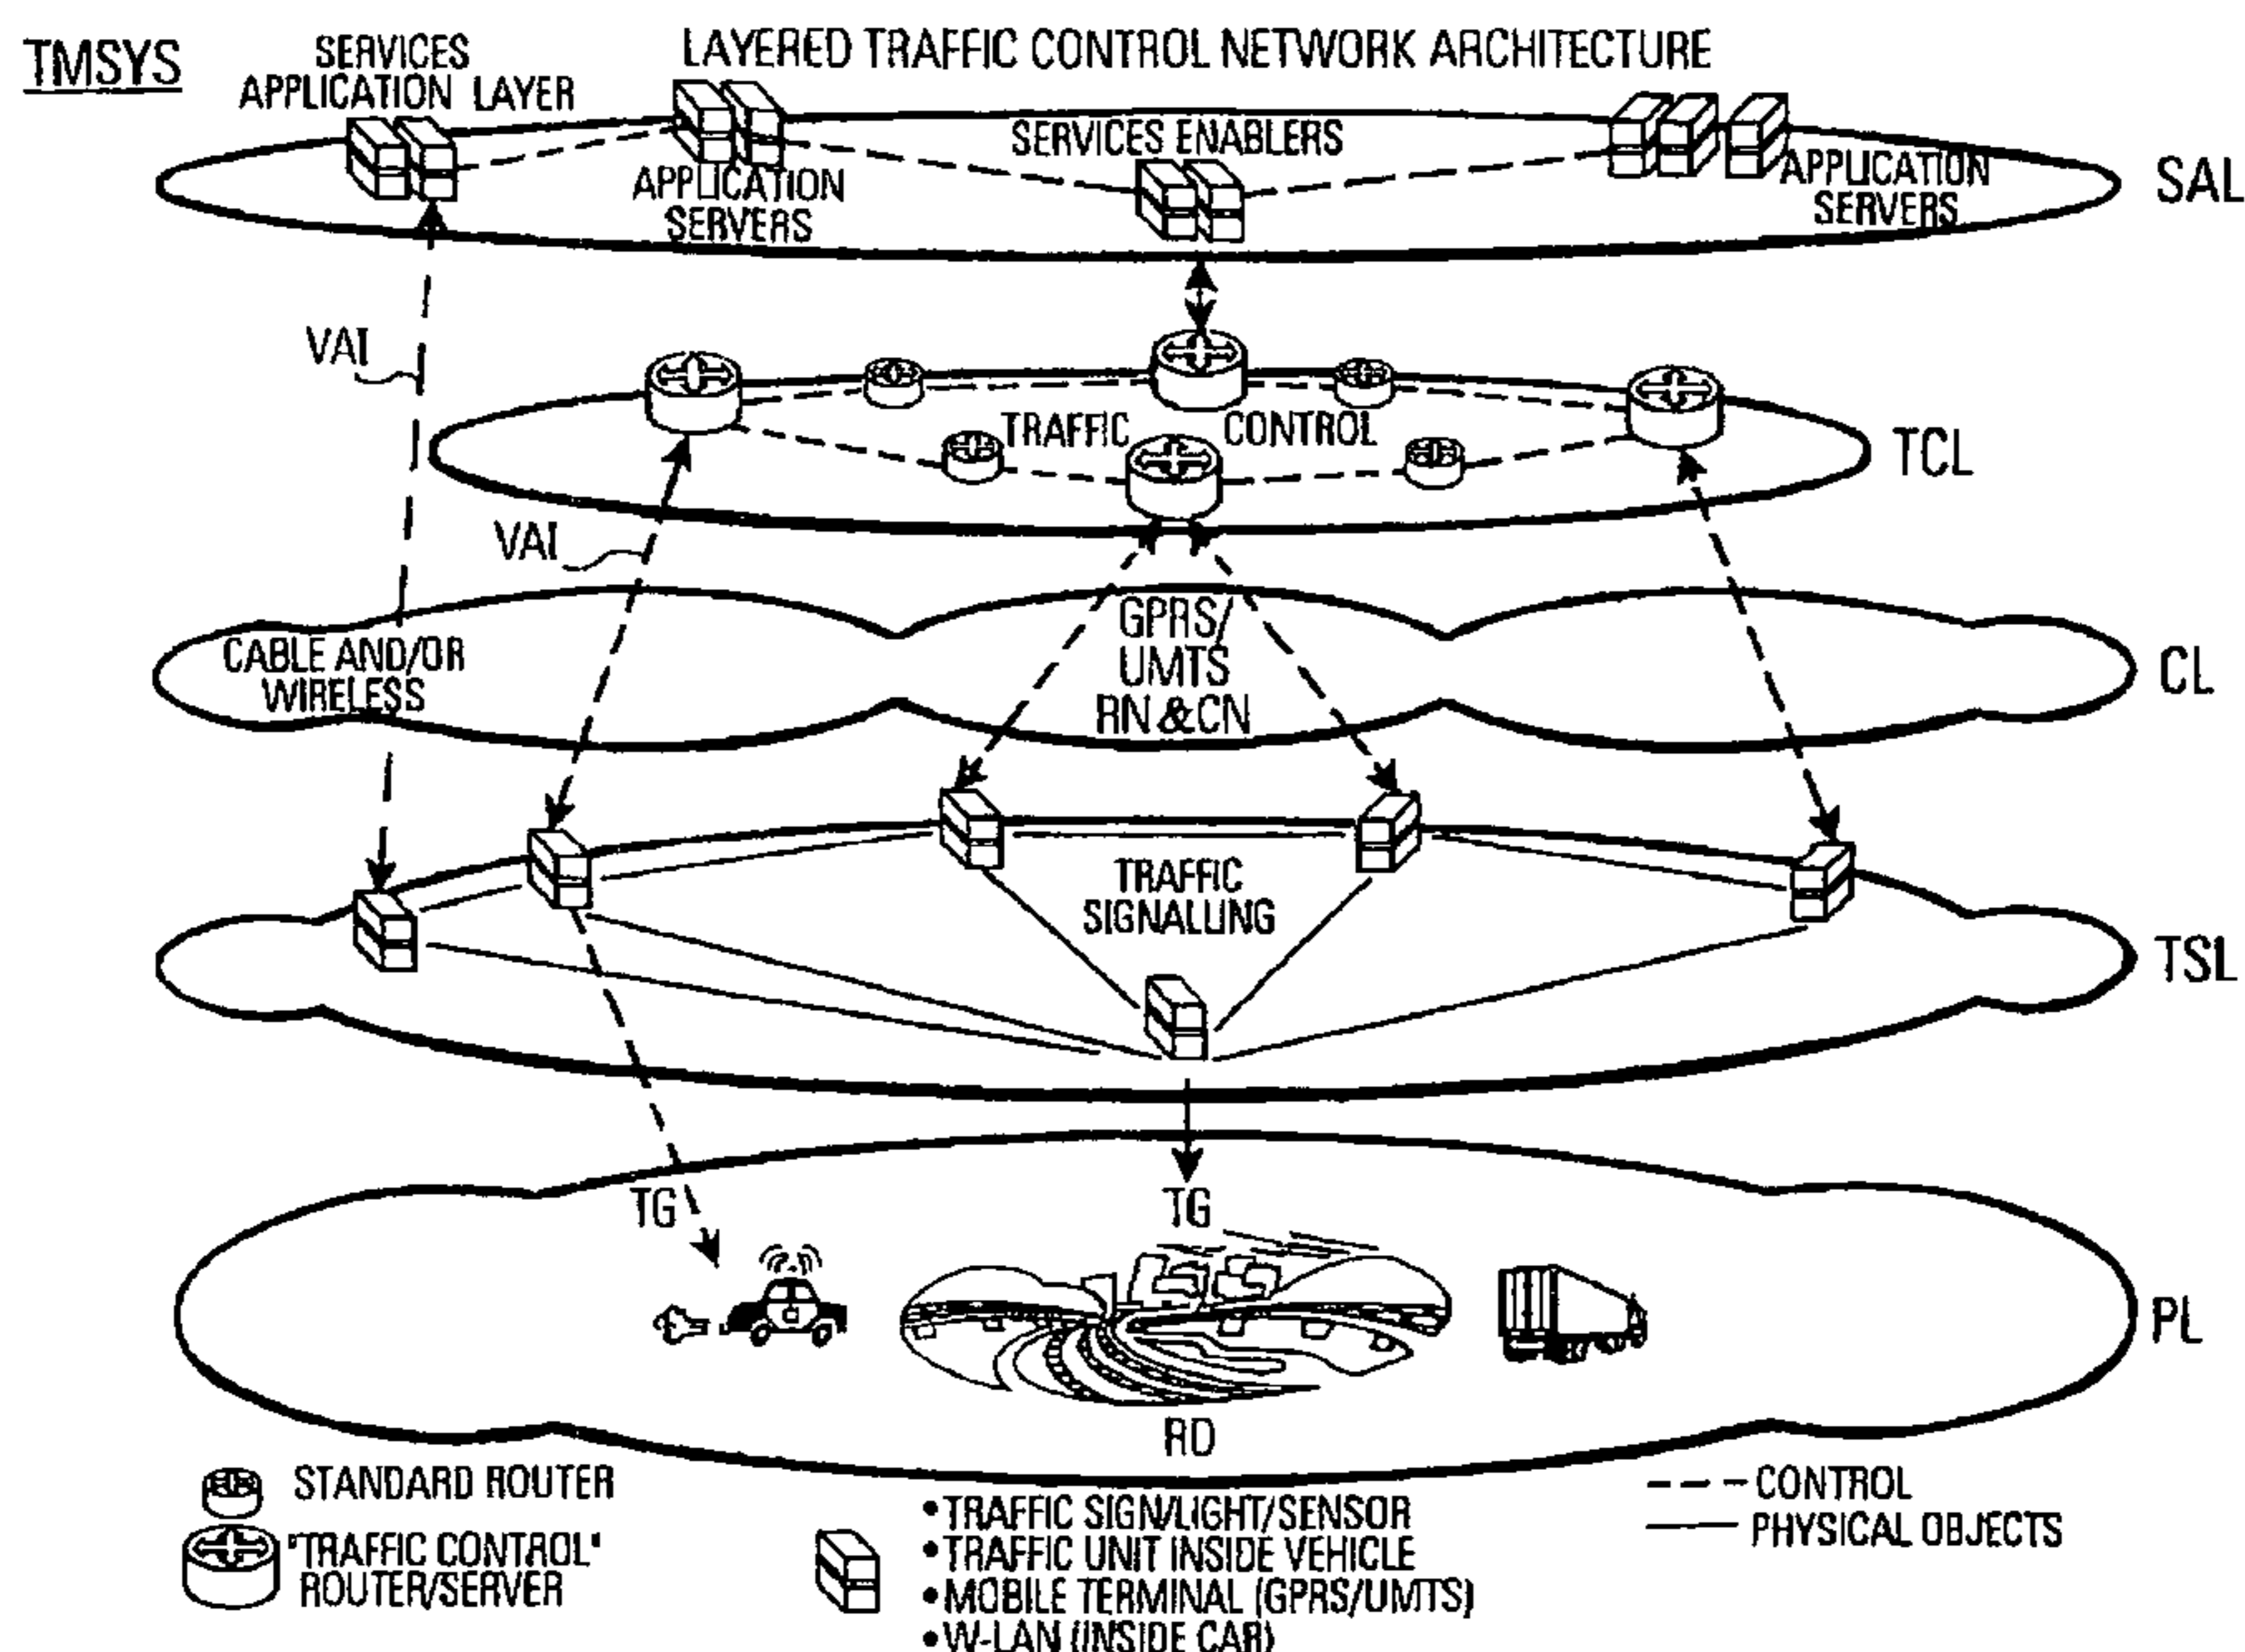 TMSYS
LAYERED TRAFFIC CONTROL NETWORK ARCHITECTURE
SERVICES
APPLICATION LAYER
SERVICES ENABLERS
APPLICATION
SERVERS
APPLICATION
SERVERS
SAL
VAI
TRAFFIC CONTROL
TCL
VAI
GPRS/
UMTS
RN & CN
CABLE AND/OR
WIRELESS
CL
TRAFFIC
SIGNALUNG
TSL
TG
TG
PL
RD
STANDARD ROUTER
"TRAFFIC CONTROL"
ROUTER/SERVER
•TRAFFIC SIGN/LIGHT/SENSOR
•TRAFFIC UNIT INSIDE VEHICLE
•MOBILE TERMINAL (GPRS/UMTS)
•W-LAN (INSIDE CAR)
CONTROL
PHYSICAL OBJECTS